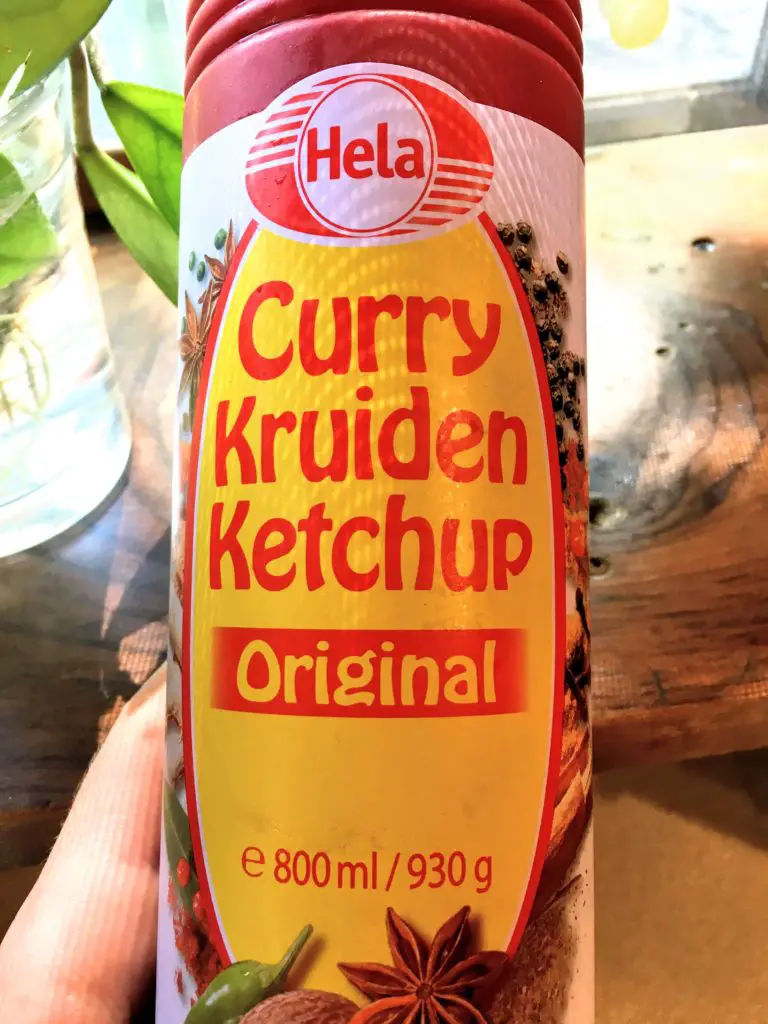 Hela
Curry
Kruiden
Ketchup
Original
℮ 800 ml / 930 g